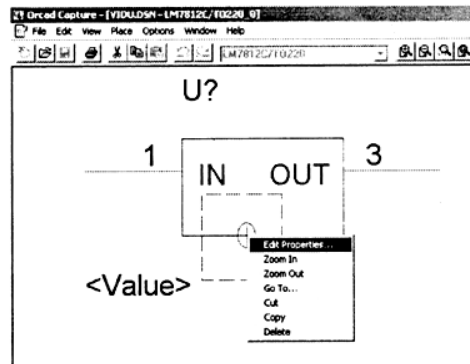 Orcad Capture - [VIDU.DSN - LM7812C/TO220_0]
File Edit View Place Options Window Help
LM7812C/TO220
U?
1
IN OUT
3
<Value>
Edit Properties...
Zoom In
Zoom Out
Go To...
Cut
Copy
Delete